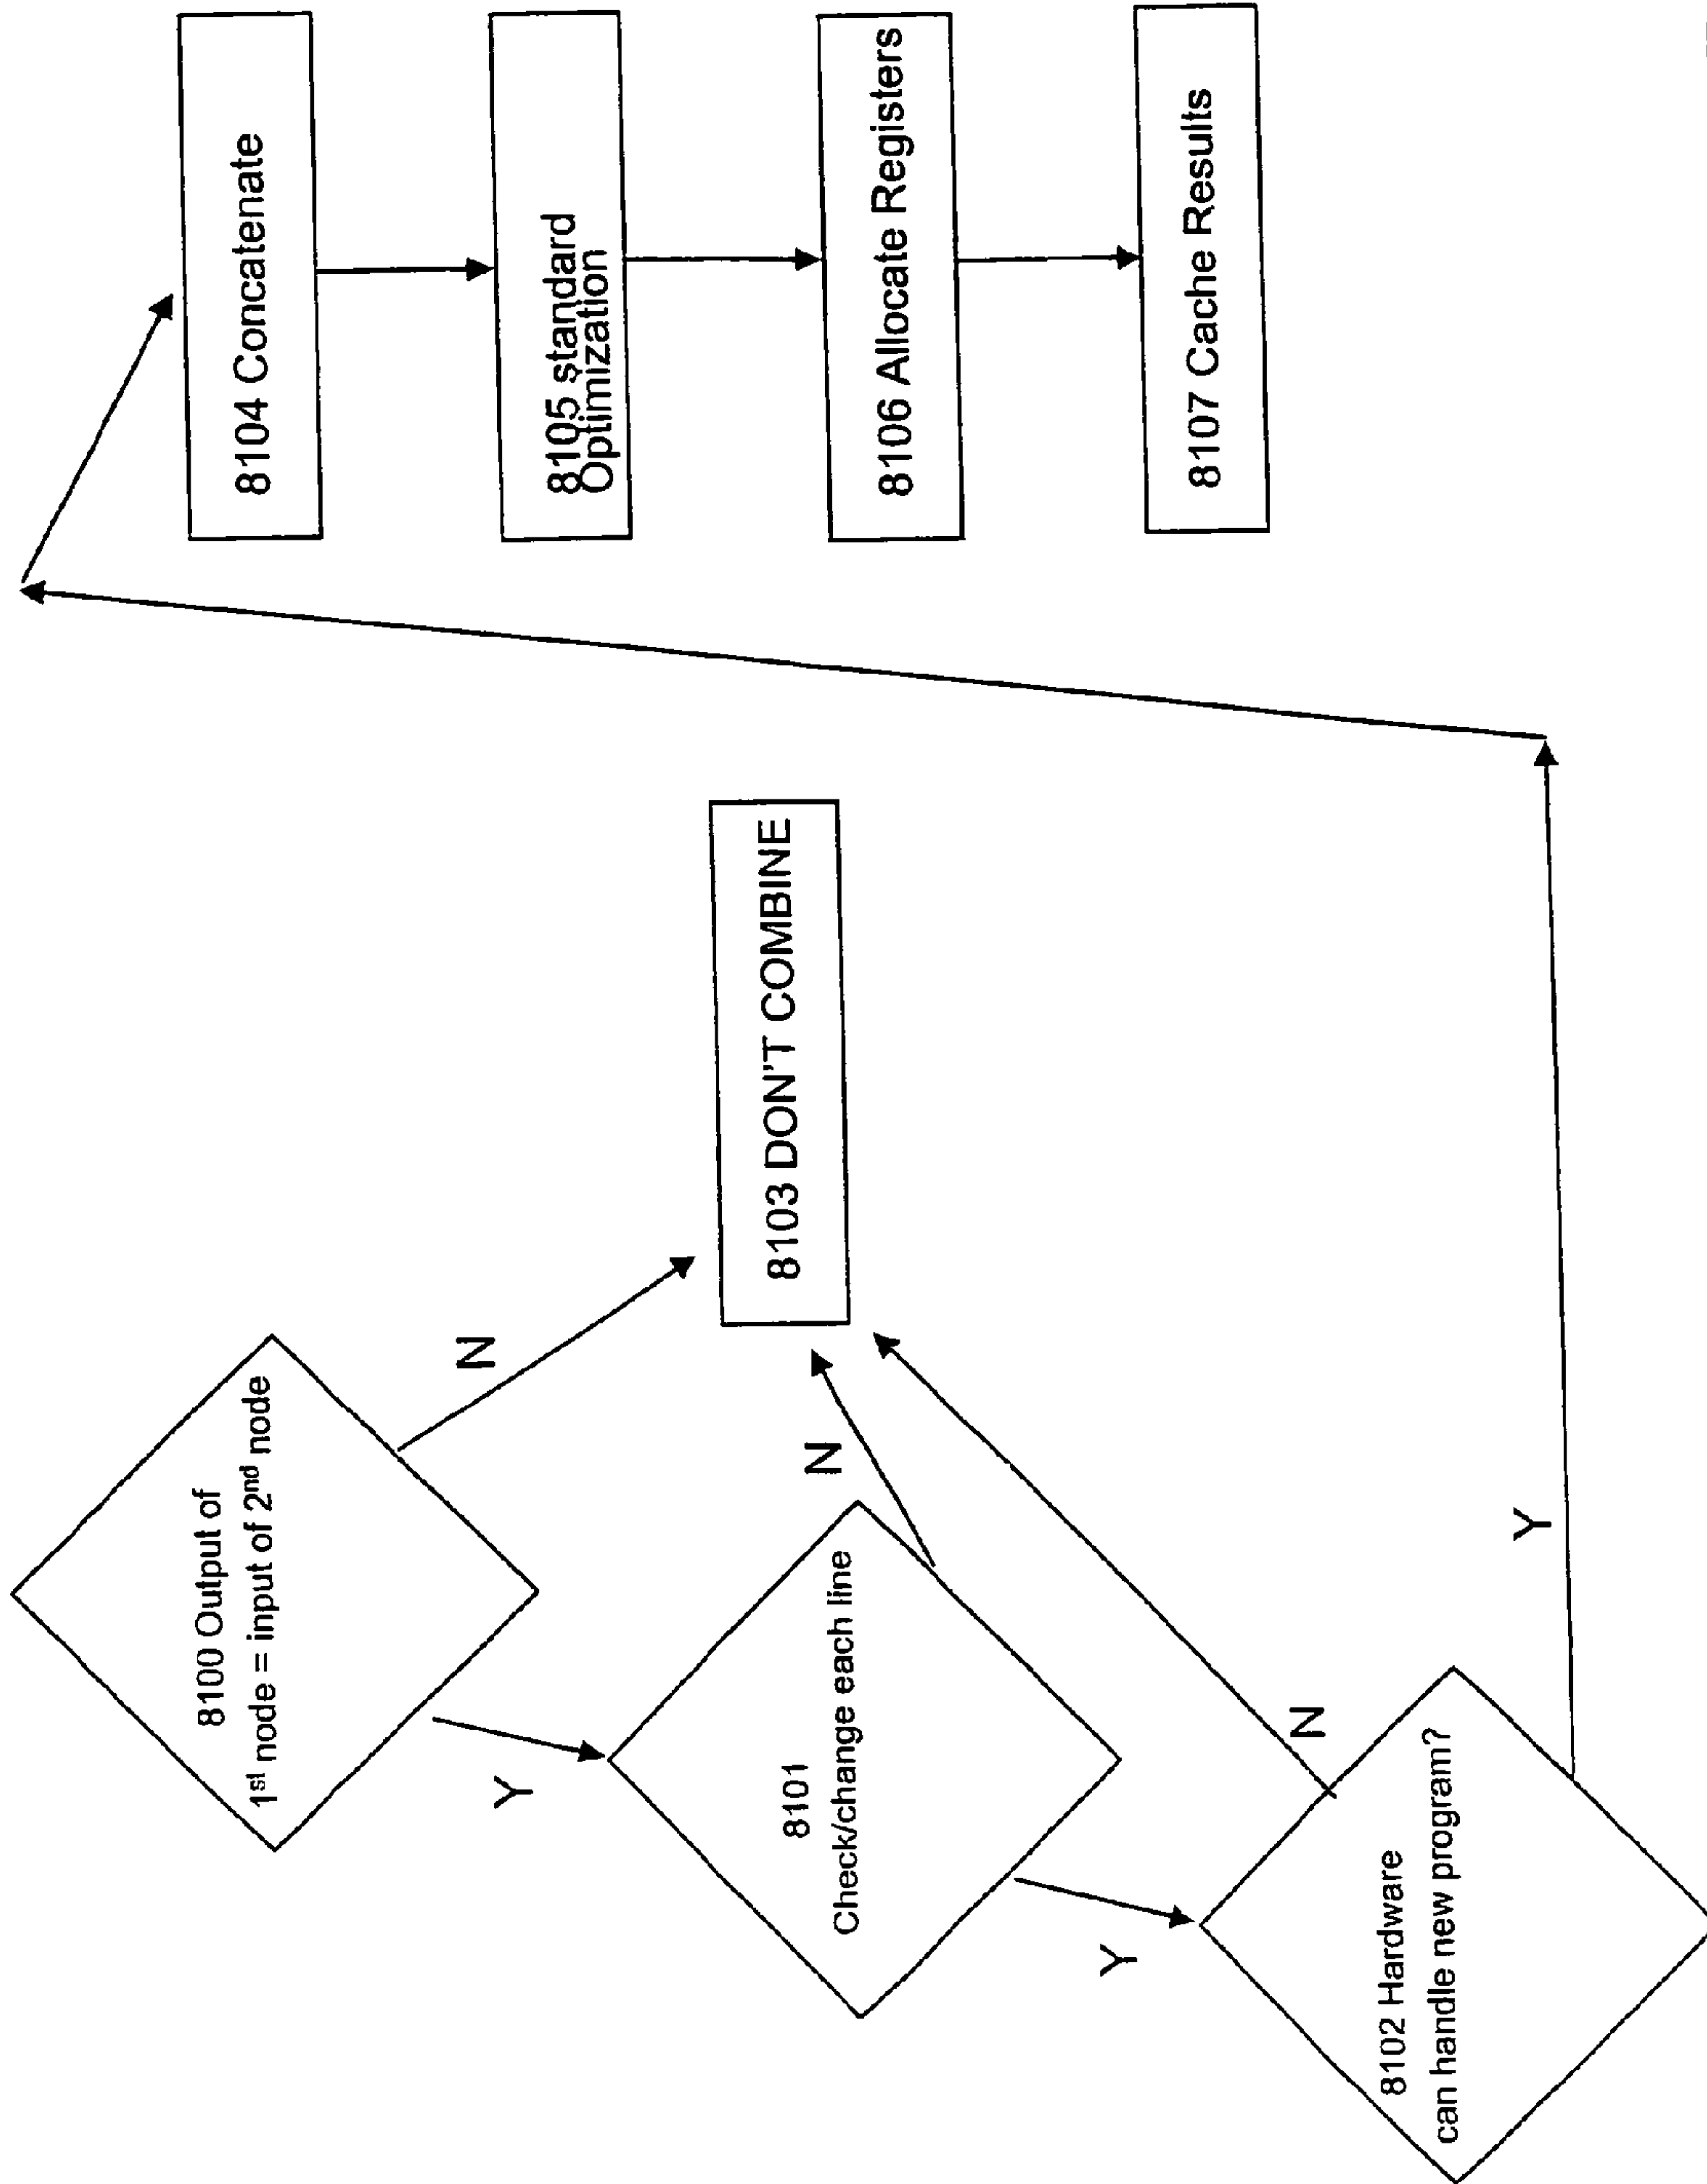 8100 Output of
1st node = input of 2nd node
N
Y
8101
Check/change each line
N
Y
8102 Hardware
can handle new program?
N
Y
8103 DON'T COMBINE
8104 Concatenate
8105 standard
Optimization
8106 Allocate Registers
8107 Cache Results